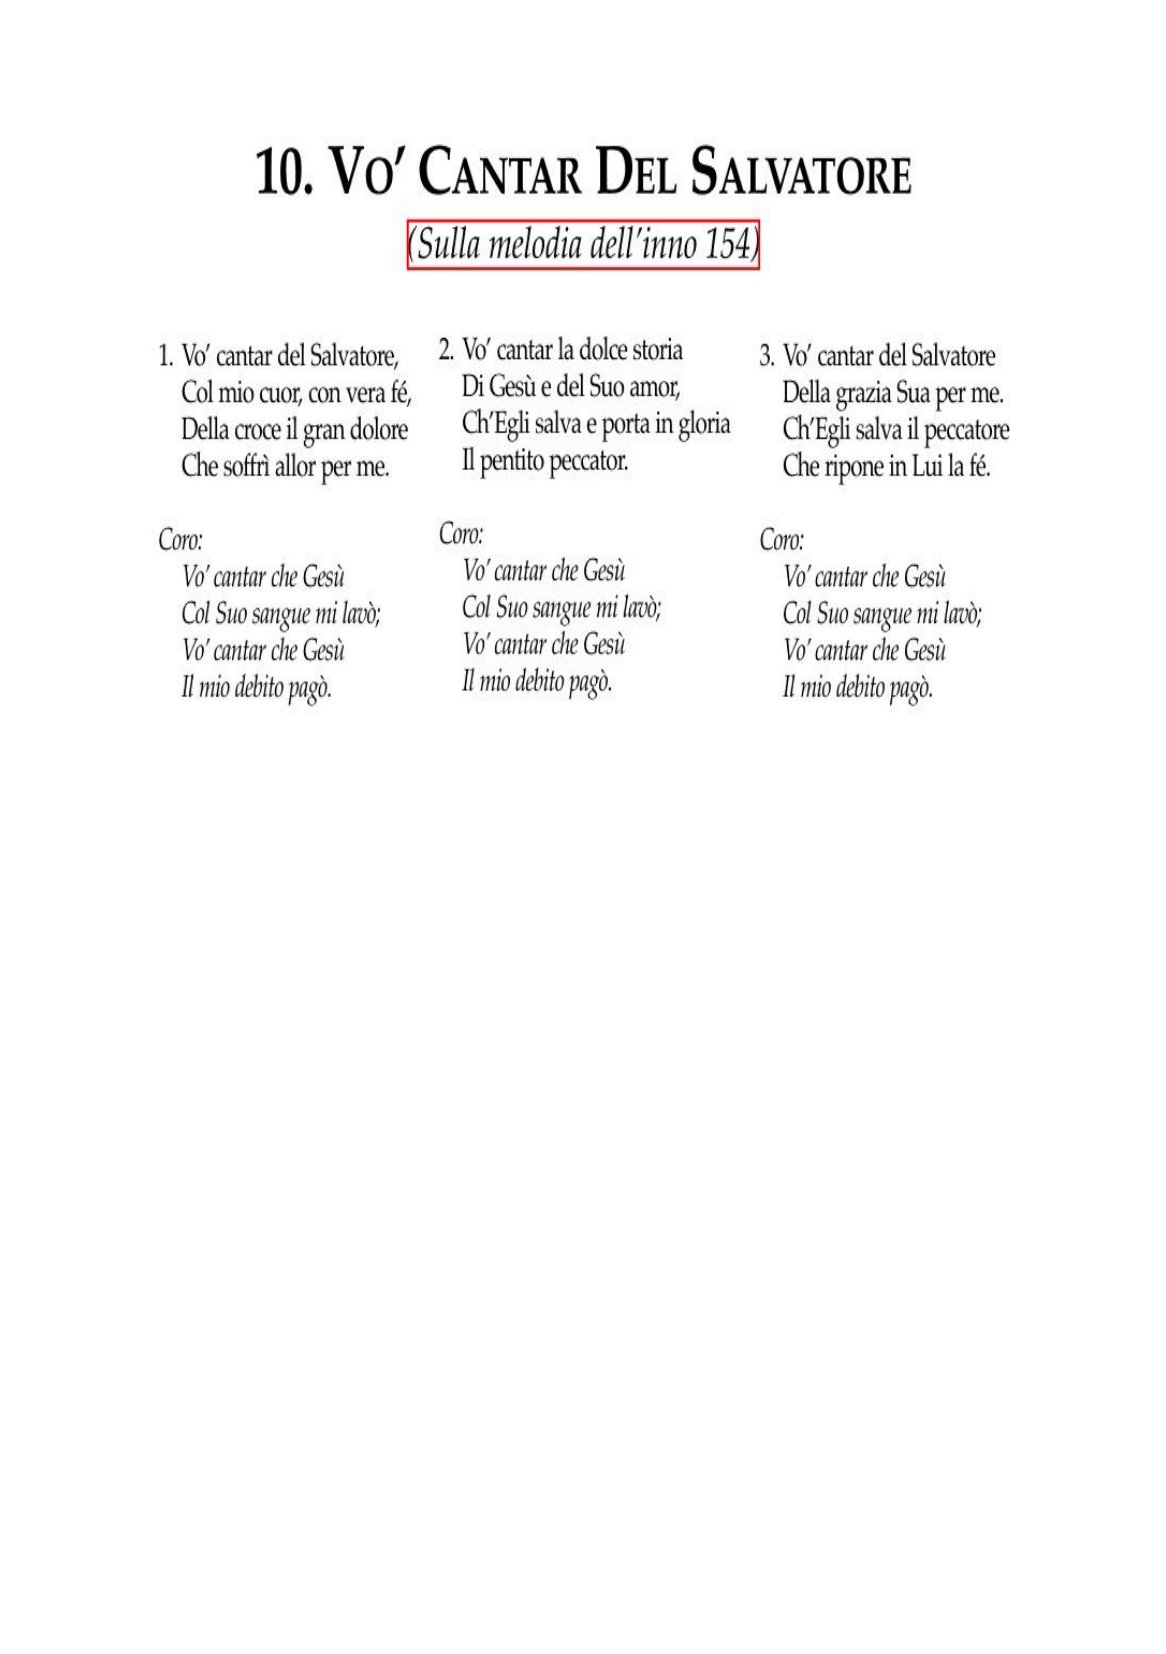 10. Vo’ Cantar Del Salvatore
(Sulla melodia dell’inno 154)
1. Vo’ cantar del Salvatore,
Col mio cuor, con vera fé,
Della croce il gran dolore
Che soffrì allor per me.
Coro:
Vo’ cantar che Gesù
Col Suo sangue mi lavò;
Vo’ cantar che Gesù
Il mio debito pagò.
2. Vo’ cantar la dolce storia
Di Gesù e del Suo amor,
Ch’Egli salva e porta in gloria
Il pentito peccator.
Coro:
Vo’ cantar che Gesù
Col Suo sangue mi lavò;
Vo’ cantar che Gesù
Il mio debito pagò.
3. Vo’ cantar del Salvatore
Della grazia Sua per me.
Ch’Egli salva il peccatore
Che ripone in Lui la fé.
Coro:
Vo’ cantar che Gesù
Col Suo sangue mi lavò;
Vo’ cantar che Gesù
Il mio debito pagò.